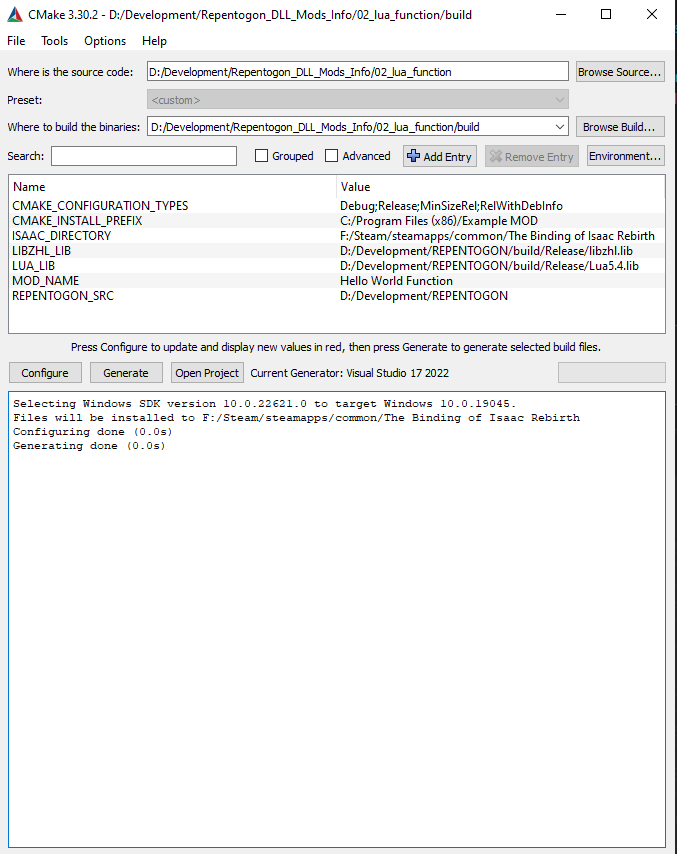 CMake 3.30.2 - D:/Development/Repentogon_DLL_Mods_Info/02_lua_function/build
File Tools Options Help
Where is the source code: D:/Development/Repentogon_DLL_Mods_Info/02_lua_function Browse Source...
Preset: <custom>
Where to build the binaries: D:/Development/Repentogon_DLL_Mods_Info/02_lua_function/build Browse Build...
Search: Grouped Advanced Add Entry Remove Entry Environment...
Name Value
CMAKE_CONFIGURATION_TYPES Debug;Release;MinSizeRel;RelWithDebInfo
CMAKE_INSTALL_PREFIX C:/Program Files (x86)/Example MOD
ISAAC_DIRECTORY F:/Steam/steamapps/common/The Binding of Isaac Rebirth
LIBZHL_LIB D:/Development/REPENTOGON/build/Release/libzhl.lib
LUA_LIB D:/Development/REPENTOGON/build/Release/Lua5.4.lib
MOD_NAME Hello World Function
REPENTOGON_SRC D:/Development/REPENTOGON
Press Configure to update and display new values in red, then press Generate to generate selected build files.
Configure Generate Open Project Current Generator: Visual Studio 17 2022
Selecting Windows SDK version 10.0.22621.0 to target Windows 10.0.19045.
Files will be installed to F:/Steam/steamapps/common/The Binding of Isaac Rebirth
Configuring done (0.0s)
Generating done (0.0s)